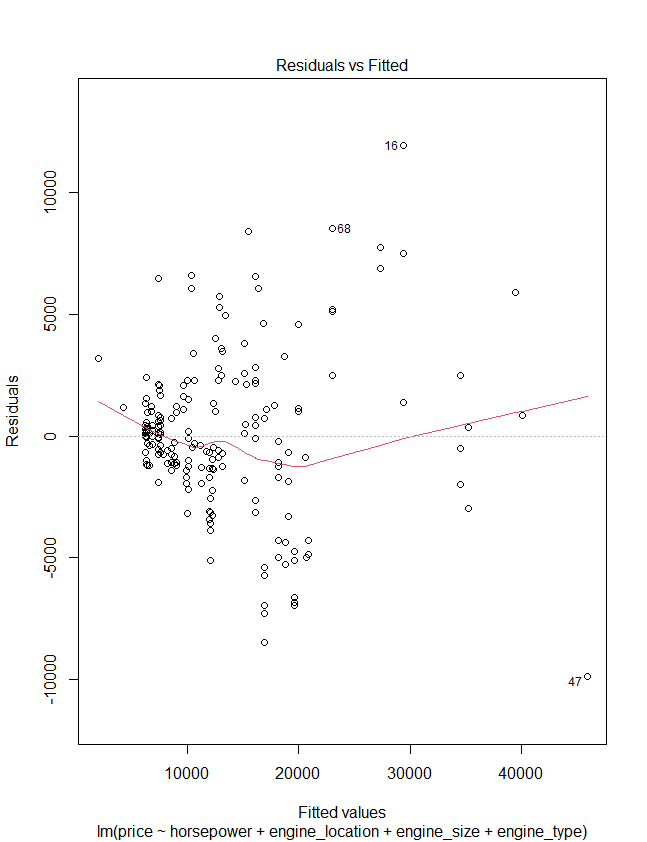 Residuals vs Fitted
16
68
47
10000
5000
0
-5000
-10000
Residuals
10000 20000 30000 40000
Fitted values
lm(price ~ horsepower + engine_location + engine_size + engine_type)